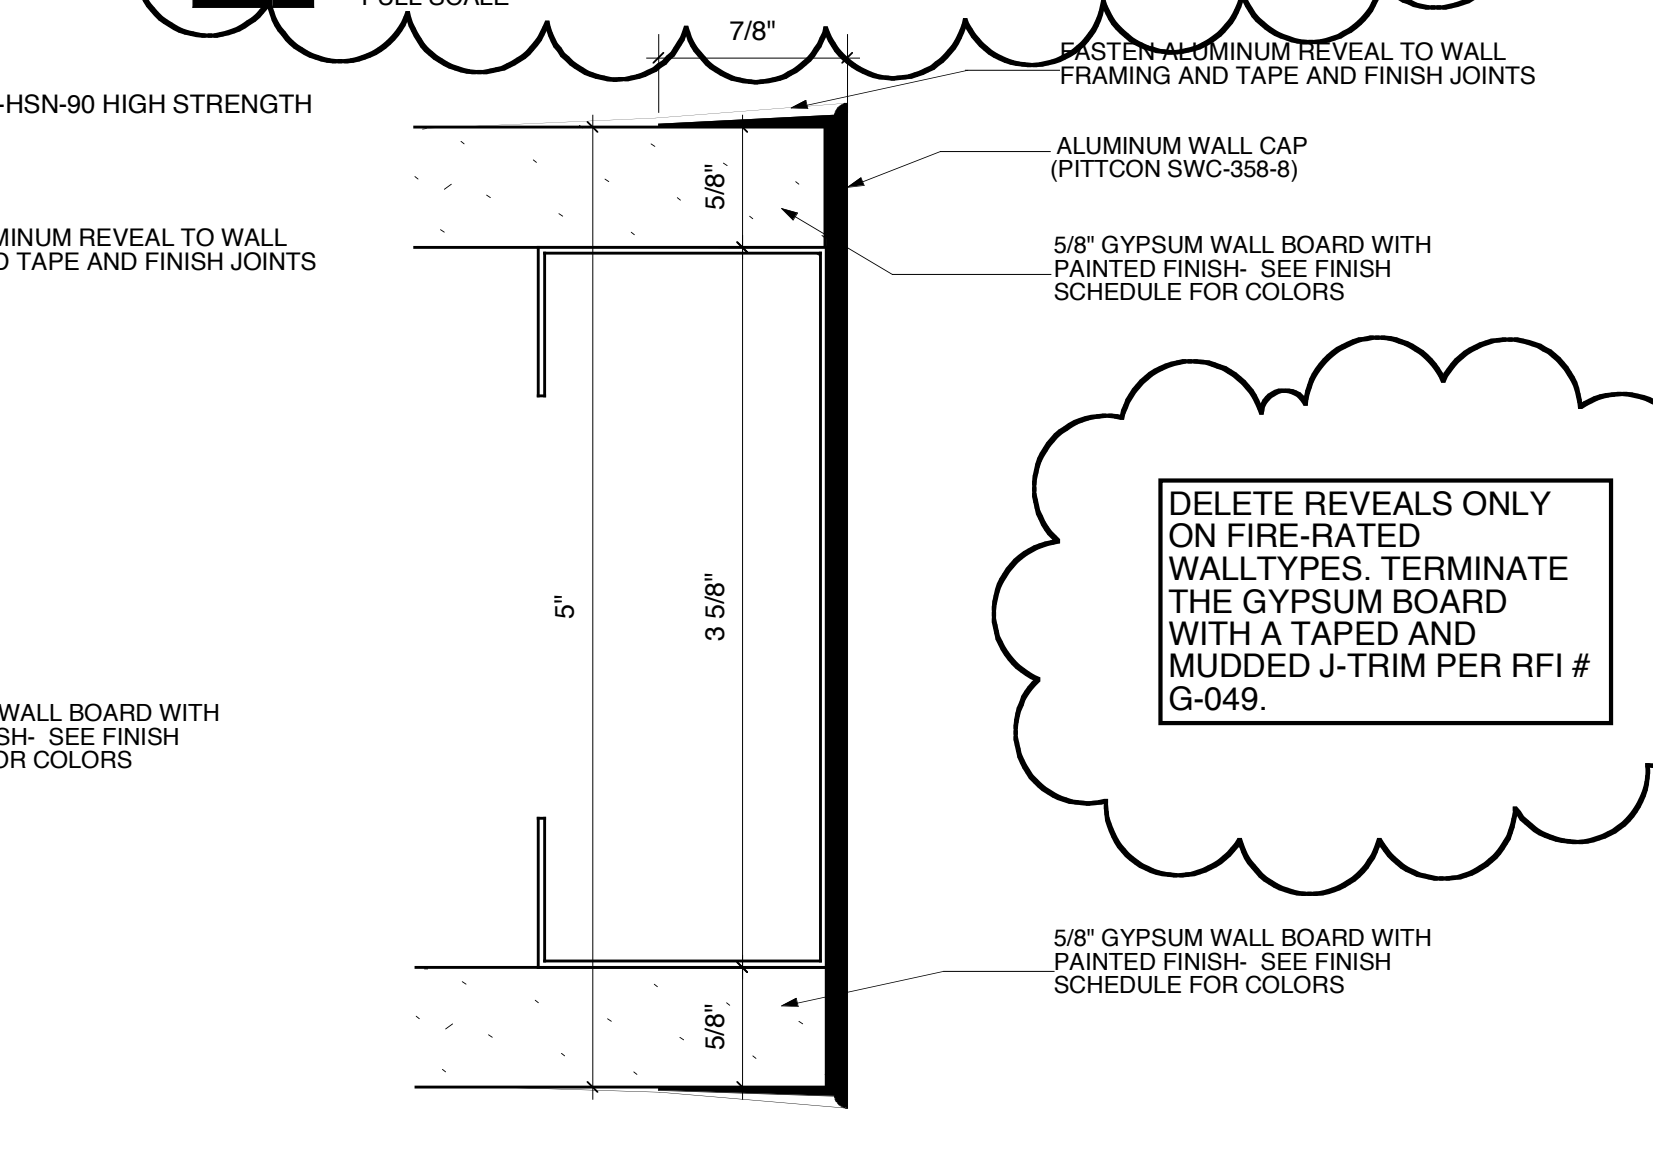 FULL SCALE
7/8"
FASTEN ALUMINUM REVEAL TO WALL
FRAMING AND TAPE AND FINISH JOINTS
-HSN-90 HIGH STRENGTH
ALUMINUM WALL CAP
(PITTCON SWC-358-8)
5/8"
MINUM REVEAL TO WALL
D TAPE AND FINISH JOINTS
5/8" GYPSUM WALL BOARD WITH
PAINTED FINISH- SEE FINISH
SCHEDULE FOR COLORS
DELETE REVEALS ONLY
ON FIRE-RATED
WALLTYPES. TERMINATE
THE GYPSUM BOARD
WITH A TAPED AND
MUDDED J-TRIM PER RFI #
G-049.
5"
3 5/8"
WALL BOARD WITH
SH- SEE FINISH
OR COLORS
5/8" GYPSUM WALL BOARD WITH
PAINTED FINISH- SEE FINISH
SCHEDULE FOR COLORS
5/8"